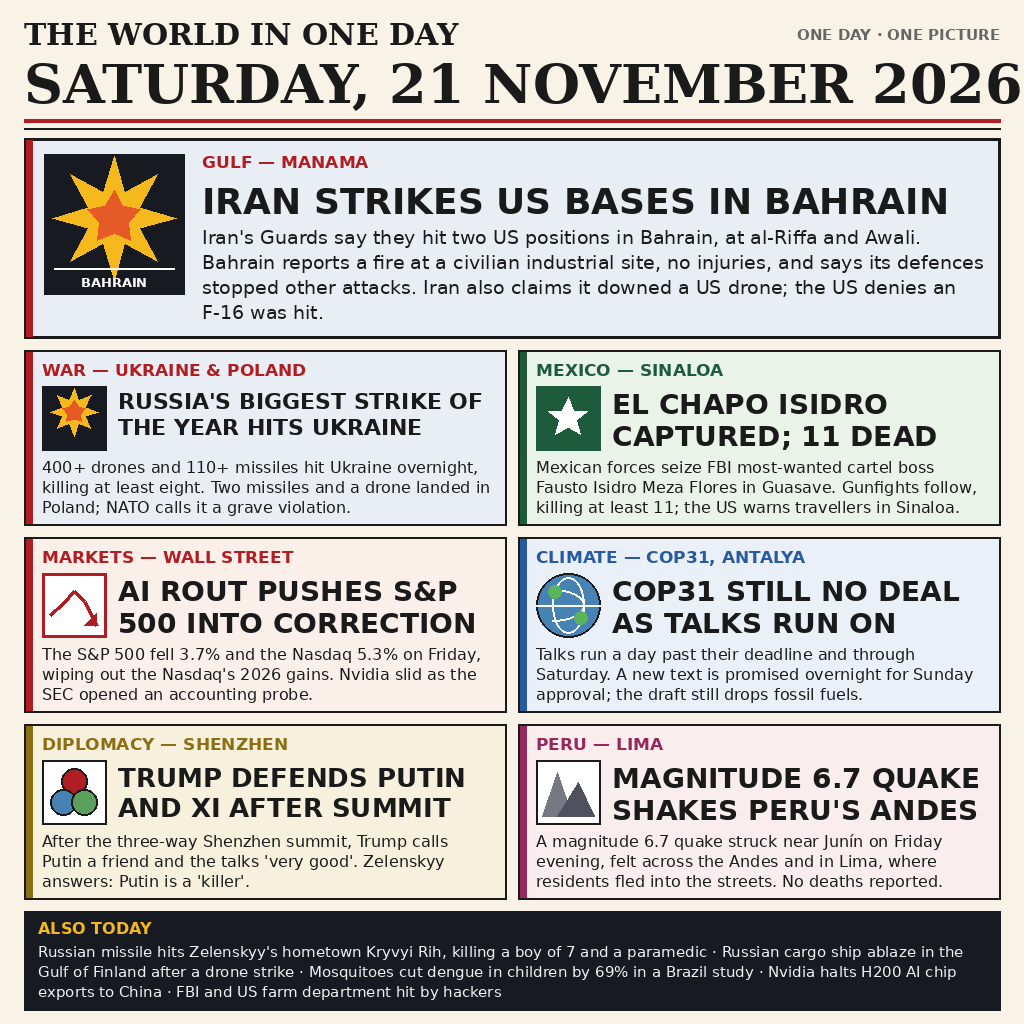 THE WORLD IN ONE DAY
ONE DAY · ONE PICTURE
SATURDAY, 21 NOVEMBER 2026
GULF — MANAMA
IRAN STRIKES US BASES IN BAHRAIN
Iran's Guards say they hit two US positions in Bahrain, at al-Riffa and Awali.
Bahrain reports a fire at a civilian industrial site, no injuries, and says its defences
stopped other attacks. Iran also claims it downed a US drone; the US denies an
F-16 was hit.
BAHRAIN
WAR — UKRAINE & POLAND
RUSSIA'S BIGGEST STRIKE OF
THE YEAR HITS UKRAINE
400+ drones and 110+ missiles hit Ukraine overnight,
killing at least eight. Two missiles and a drone landed in
Poland; NATO calls it a grave violation.
MEXICO — SINALOA
EL CHAPO ISIDRO
CAPTURED; 11 DEAD
Mexican forces seize FBI most-wanted cartel boss
Fausto Isidro Meza Flores in Guasave. Gunfights follow,
killing at least 11; the US warns travellers in Sinaloa.
MARKETS — WALL STREET
AI ROUT PUSHES S&P
500 INTO CORRECTION
The S&P 500 fell 3.7% and the Nasdaq 5.3% on Friday,
wiping out the Nasdaq's 2026 gains. Nvidia slid as the
SEC opened an accounting probe.
CLIMATE — COP31, ANTALYA
COP31 STILL NO DEAL
AS TALKS RUN ON
Talks run a day past their deadline and through
Saturday. A new text is promised overnight for Sunday
approval; the draft still drops fossil fuels.
DIPLOMACY — SHENZHEN
TRUMP DEFENDS PUTIN
AND XI AFTER SUMMIT
After the three-way Shenzhen summit, Trump calls
Putin a friend and the talks 'very good'. Zelenskyy
answers: Putin is a 'killer'.
PERU — LIMA
MAGNITUDE 6.7 QUAKE
SHAKES PERU'S ANDES
A magnitude 6.7 quake struck near Junín on Friday
evening, felt across the Andes and in Lima, where
residents fled into the streets. No deaths reported.
ALSO TODAY
Russian missile hits Zelenskyy's hometown Kryvyi Rih, killing a boy of 7 and a paramedic · Russian cargo ship ablaze in the
Gulf of Finland after a drone strike · Mosquitoes cut dengue in children by 69% in a Brazil study · Nvidia halts H200 AI chip
exports to China · FBI and US farm department hit by hackers